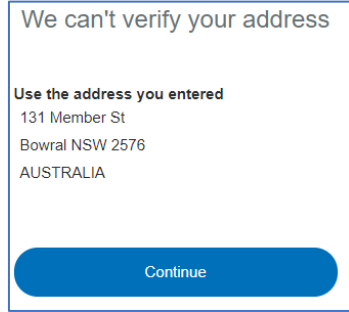 We can't verify your address
Use the address you entered
131 Member St
Bowral NSW 2576
AUSTRALIA
Continue